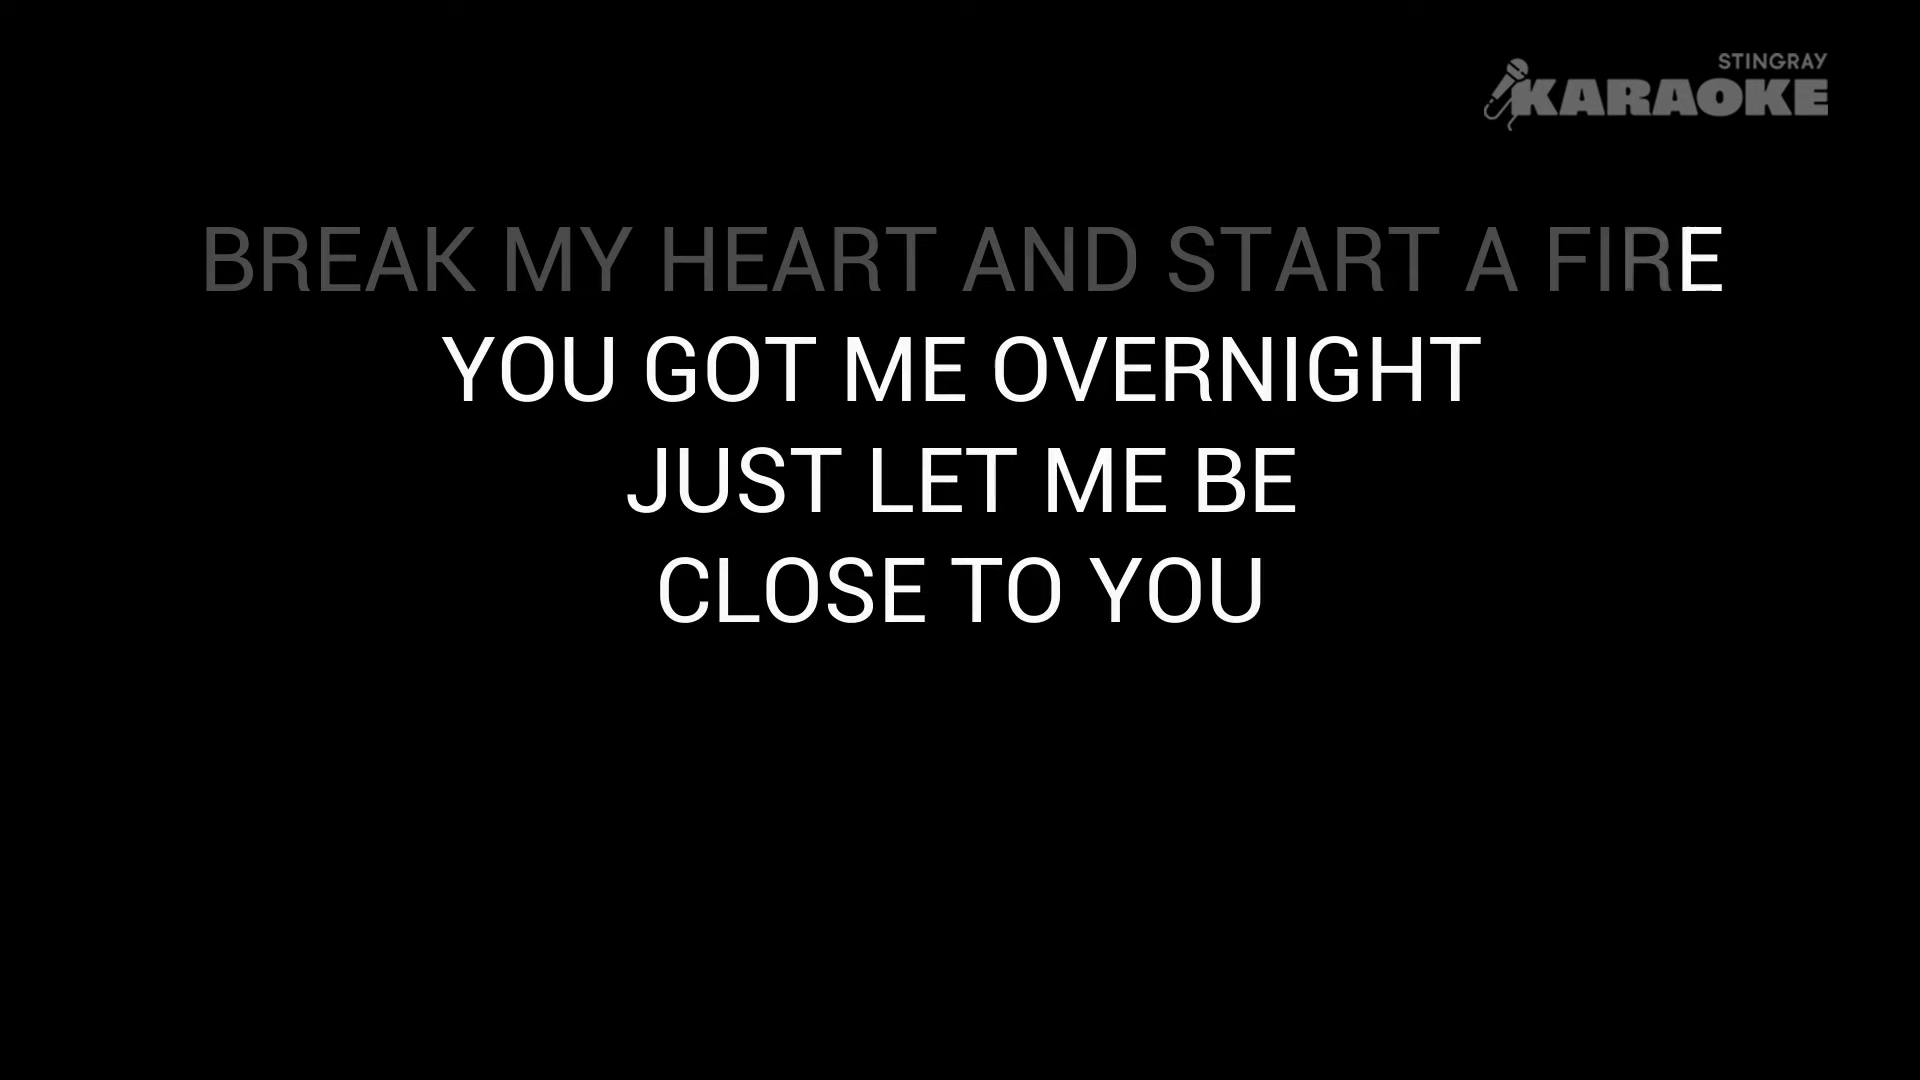 STINGRAY
KARAOKE
BREAK MY HEART AND START A FIRE
YOU GOT ME OVERNIGHT
JUST LET ME BE
CLOSE TO YOU